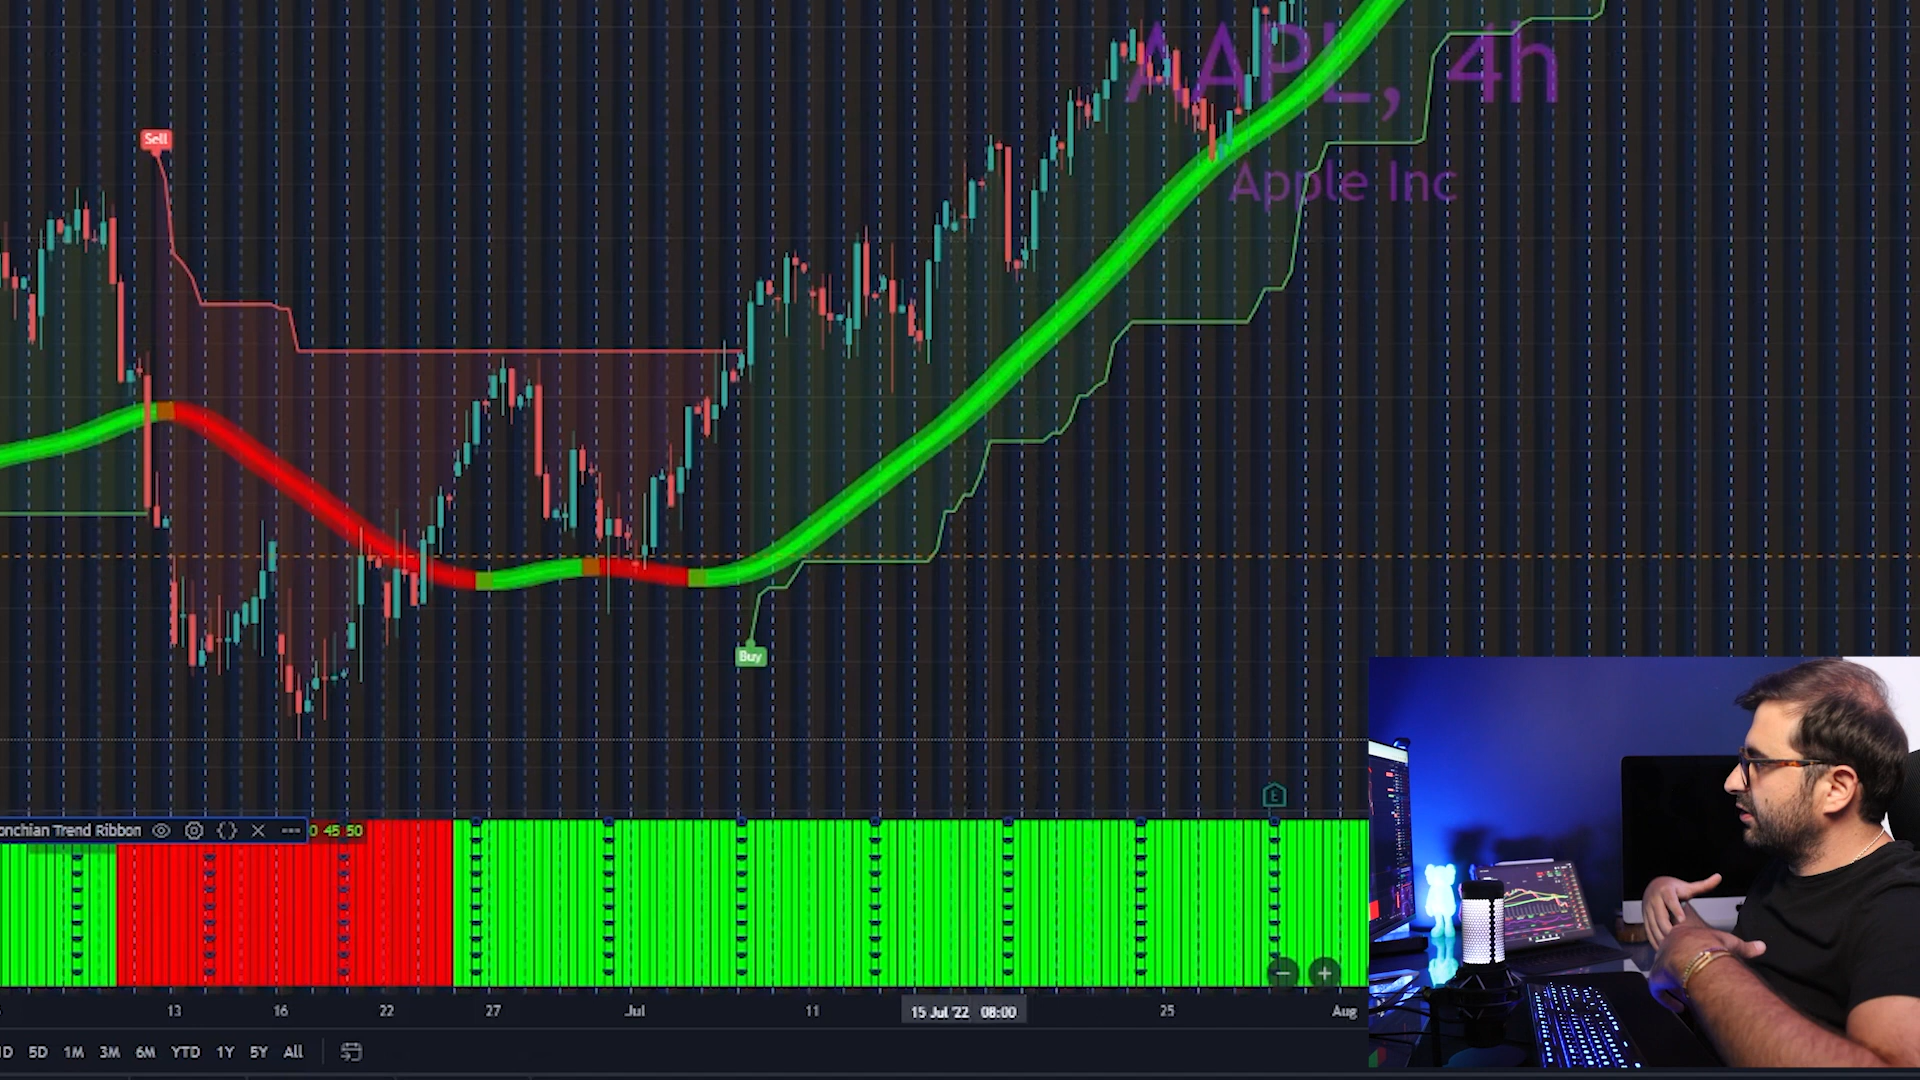 AAPL, 4h
Sell
Apple Inc
Buy
E
onchian Trend Ribbon
0 45 50
13 16 22 27 Jul 11 15 Jul '22 08:00 25 Aug
5D 1M 3M 6M YTD 1Y 5Y All